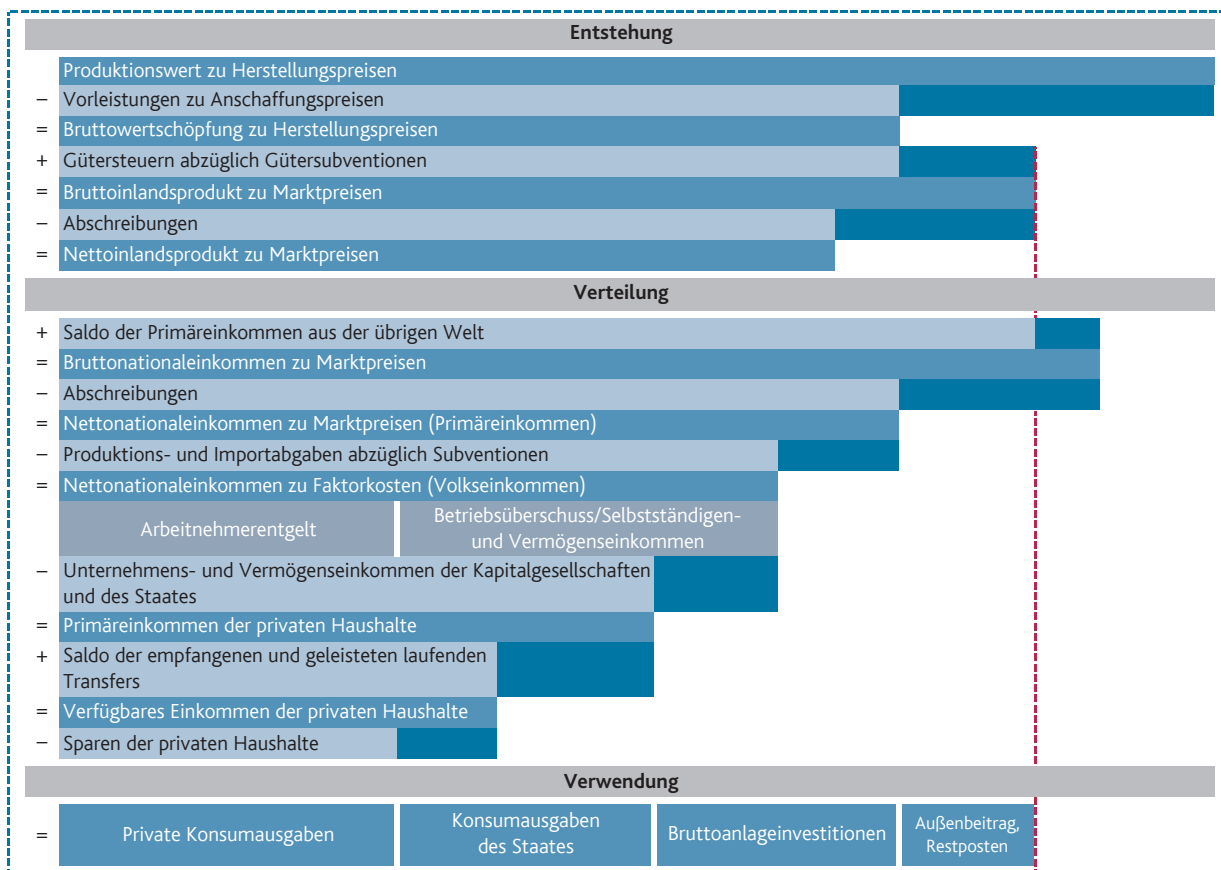 Entstehung
Produktionswert zu Herstellungspreisen
– Vorleistungen zu Anschaffungspreisen
= Bruttowertschöpfung zu Herstellungspreisen
+ Gütersteuern abzüglich Gütersubventionen
= Bruttoinlandsprodukt zu Marktpreisen
– Abschreibungen
= Nettoinlandsprodukt zu Marktpreisen
Verteilung
+ Saldo der Primäreinkommen aus der übrigen Welt
= Bruttonationaleinkommen zu Marktpreisen
– Abschreibungen
= Nettonationaleinkommen zu Marktpreisen (Primäreinkommen)
– Produktions- und Importabgaben abzüglich Subventionen
= Nettonationaleinkommen zu Faktorkosten (Volkseinkommen)
Arbeitnehmerentgelt
Betriebsüberschuss/Selbstständigen-
und Vermögenseinkommen
– Unternehmens- und Vermögenseinkommen der Kapitalgesellschaften
und des Staates
= Primäreinkommen der privaten Haushalte
+ Saldo der empfangenen und geleisteten laufenden
Transfers
= Verfügbares Einkommen der privaten Haushalte
– Sparen der privaten Haushalte
Verwendung
= Private Konsumausgaben
Konsumausgaben
des Staates
Bruttoanlageinvestitionen
Außenbeitrag,
Restposten